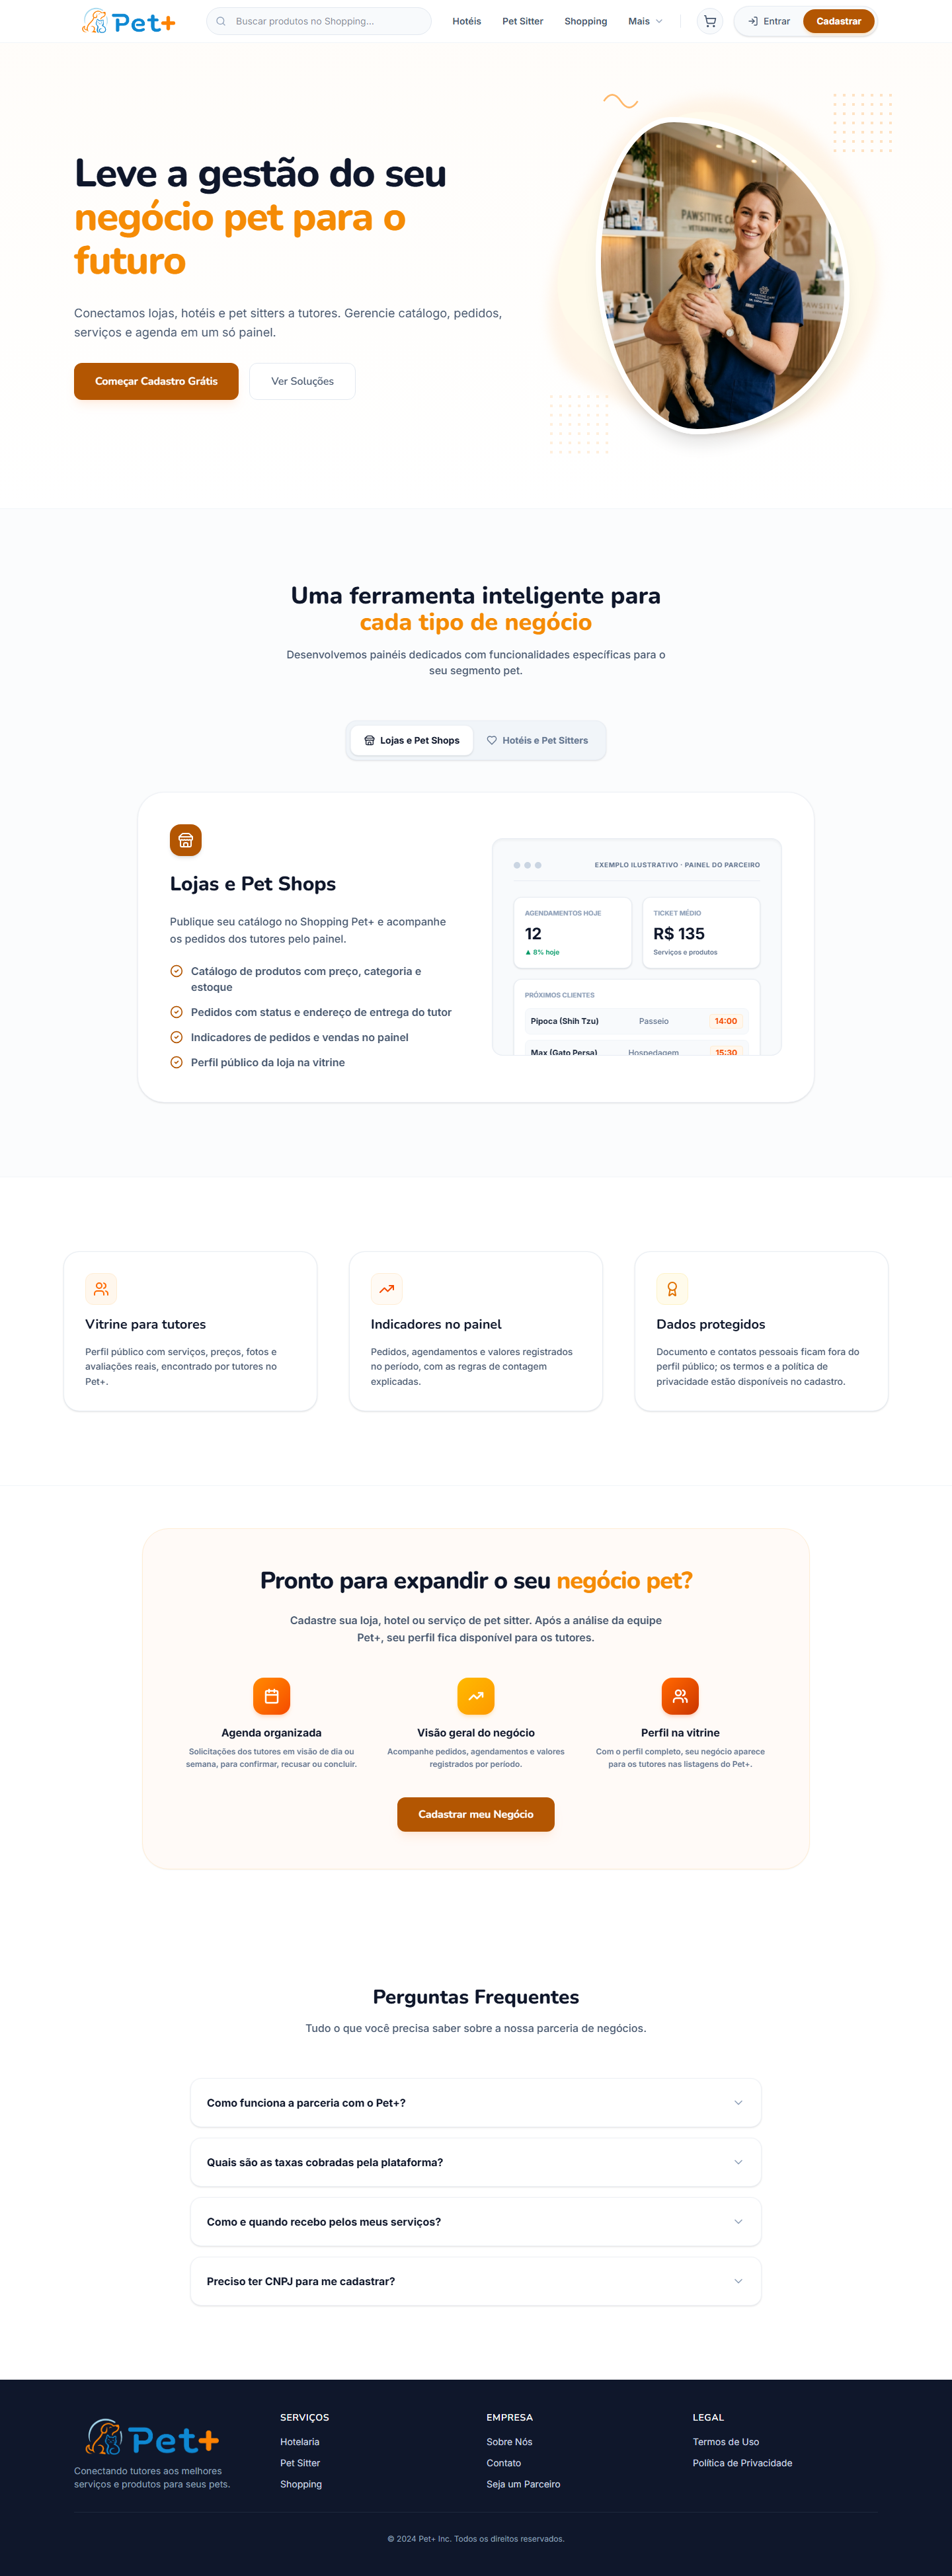 Pet+
Buscar produtos no Shopping...
Hotéis
Pet Sitter
Shopping
Mais
Entrar
Cadastrar
Leve a gestão do seu
negócio pet para o
futuro
Conectamos lojas, hotéis e pet sitters a tutores. Gerencie catálogo, pedidos,
serviços e agenda em um só painel.
Começar Cadastro Grátis
Ver Soluções
Uma ferramenta inteligente para
cada tipo de negócio
Desenvolvemos painéis dedicados com funcionalidades específicas para o
seu segmento pet.
Lojas e Pet Shops
Hotéis e Pet Sitters
Lojas e Pet Shops
Publique seu catálogo no Shopping Pet+ e acompanhe
os pedidos dos tutores pelo painel.
Catálogo de produtos com preço, categoria e
estoque
Pedidos com status e endereço de entrega do tutor
Indicadores de pedidos e vendas no painel
Perfil público da loja na vitrine
EXEMPLO ILUSTRATIVO · PAINEL DO PARCEIRO
AGENDAMENTOS HOJE
12
▲ 8% hoje
TICKET MÉDIO
R$ 135
Serviços e produtos
PRÓXIMOS CLIENTES
Pipoca (Shih Tzu)
Passeio
14:00
Max (Gato Persa)
Hospedagem
15:30
Vitrine para tutores
Perfil público com serviços, preços, fotos e
avaliações reais, encontrado por tutores no
Pet+.
Indicadores no painel
Pedidos, agendamentos e valores registrados
no período, com as regras de contagem
explicadas.
Dados protegidos
Documento e contatos pessoais ficam fora do
perfil público; os termos e a política de
privacidade estão disponíveis no cadastro.
Pronto para expandir o seu negócio pet?
Cadastre sua loja, hotel ou serviço de pet sitter. Após a análise da equipe
Pet+, seu perfil fica disponível para os tutores.
Agenda organizada
Solicitações dos tutores em visão de dia ou
semana, para confirmar, recusar ou concluir.
Visão geral do negócio
Acompanhe pedidos, agendamentos e valores
registrados por período.
Perfil na vitrine
Com o perfil completo, seu negócio aparece
para os tutores nas listagens do Pet+.
Cadastrar meu Negócio
Perguntas Frequentes
Tudo o que você precisa saber sobre a nossa parceria de negócios.
Como funciona a parceria com o Pet+?
Quais são as taxas cobradas pela plataforma?
Como e quando recebo pelos meus serviços?
Preciso ter CNPJ para me cadastrar?
Pet+
Conectando tutores aos melhores
serviços e produtos para seus pets.
SERVIÇOS
Hotelaria
Pet Sitter
Shopping
EMPRESA
Sobre Nós
Contato
Seja um Parceiro
LEGAL
Termos de Uso
Política de Privacidade
© 2024 Pet+ Inc. Todos os direitos reservados.